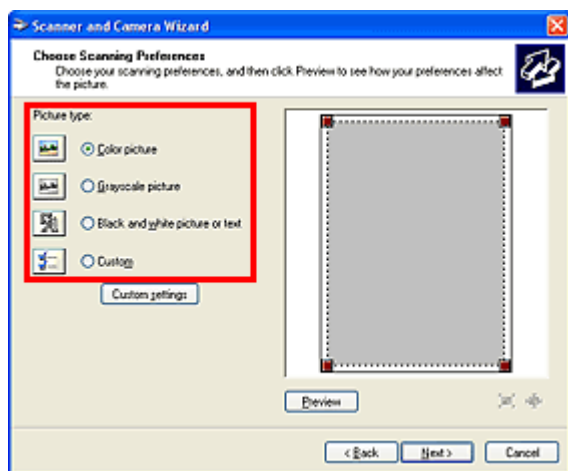 Scanner and Camera Wizard
Choose Scanning Preferences
Choose your scanning preferences, and then click Preview to see how your preferences affect
the picture.
Picture type:
Color picture
Grayscale picture
Black and white picture or text
Custom
Custom settings
Preview
< Back
Next >
Cancel